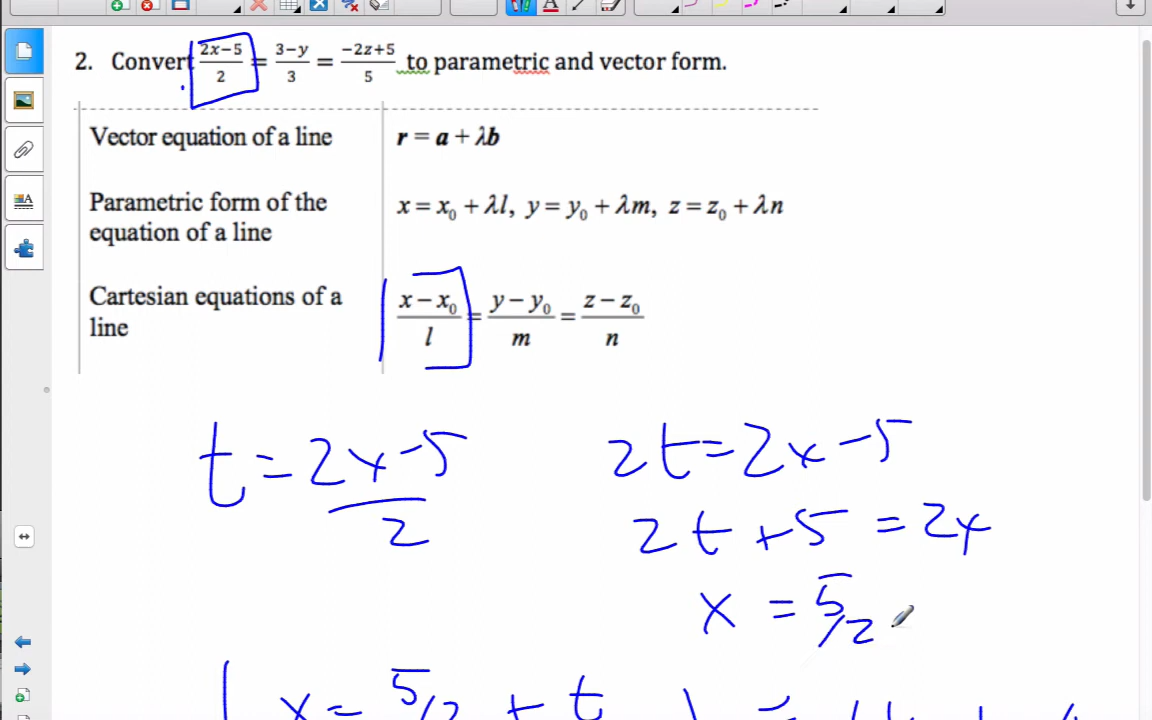 2. Convert (2x−5)/2 = (3−y)/3 = (−2z+5)/5 to parametric and vector form.
Vector equation of a line r = a + λb
Parametric form of the equation of a line x = x₀ + λl, y = y₀ + λm, z = z₀ + λn
Cartesian equations of a line (x − x₀)/l = (y − y₀)/m = (z − z₀)/n
t = (2x−5)/2 2t = 2x −5
2t + 5 = 2x
x = 5/2
x = 5/2 + t